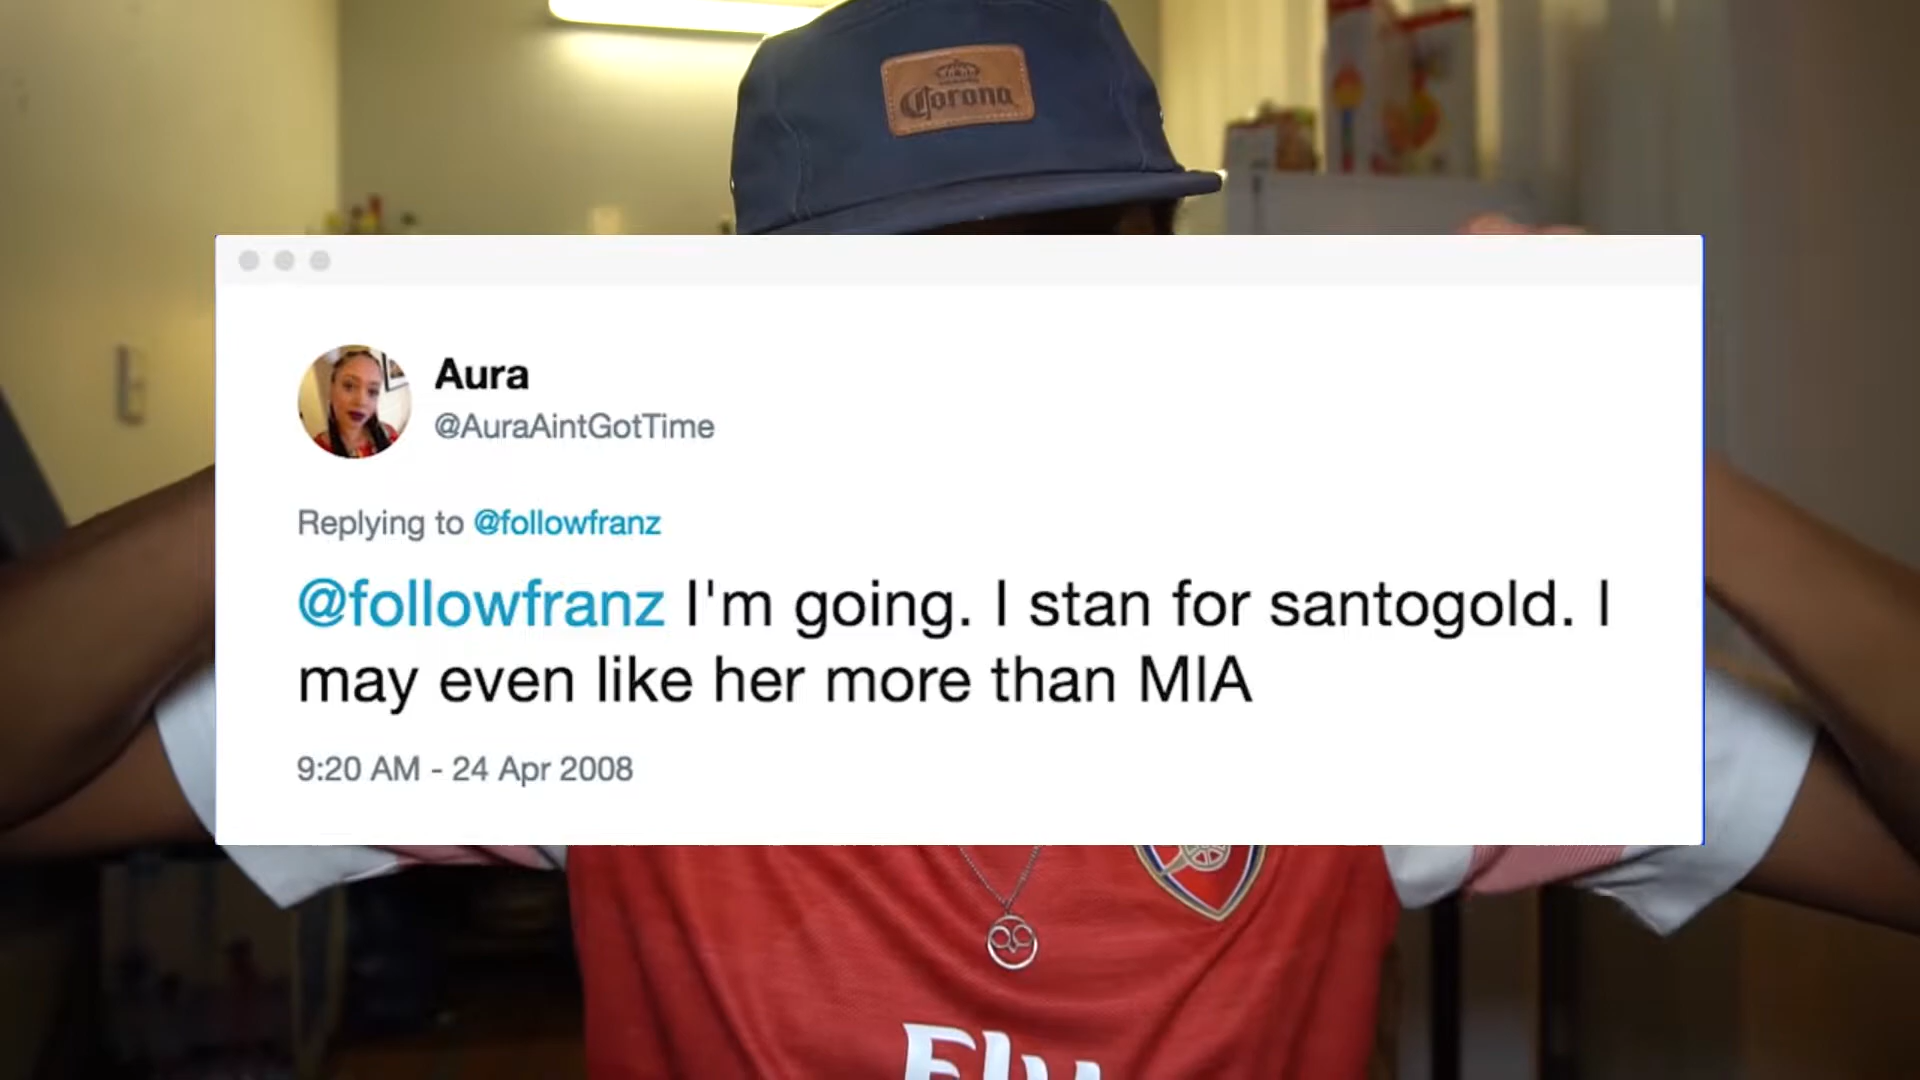 Corona
Aura
@AuraAintGotTime
Replying to @followfranz
@followfranz I'm going. I stan for santogold. I
may even like her more than MIA
9:20 AM - 24 Apr 2008
Fly